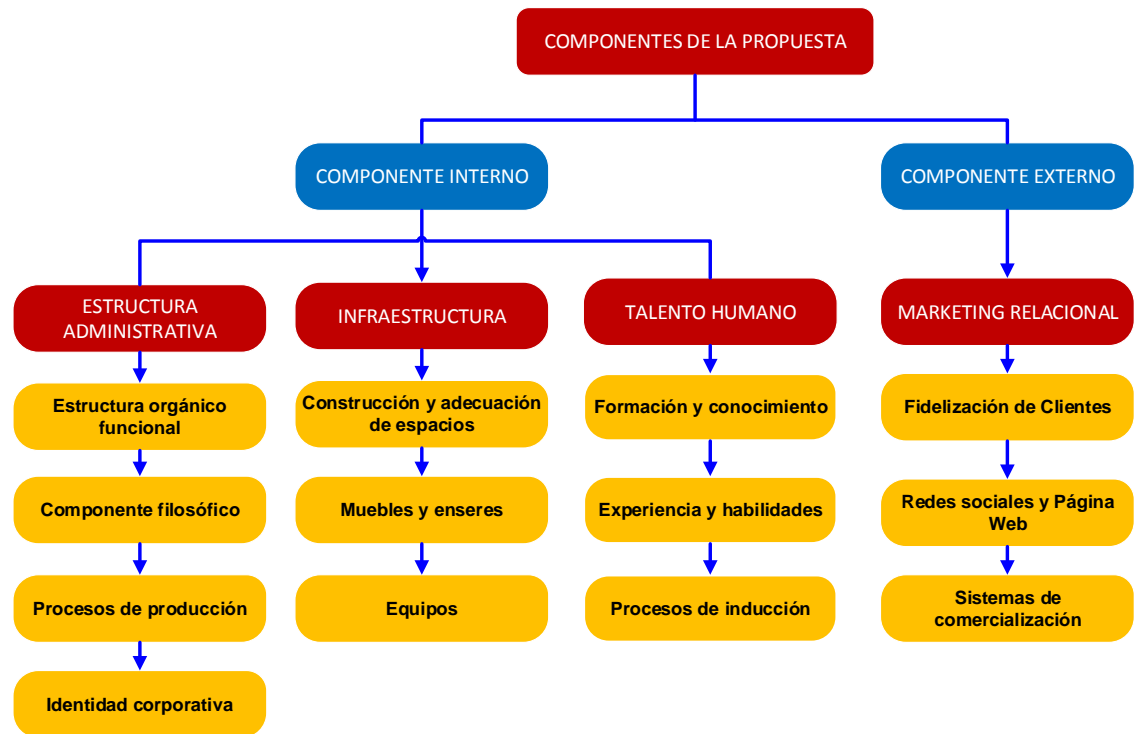 COMPONENTES DE LA PROPUESTA
COMPONENTE INTERNO
COMPONENTE EXTERNO
ESTRUCTURA
ADMINISTRATIVA
INFRAESTRUCTURA
TALENTO HUMANO
MARKETING RELACIONAL
Estructura orgánico
funcional
Construcción y adecuación
de espacios
Formación y conocimiento
Fidelización de Clientes
Componente filosófico
Muebles y enseres
Experiencia y habilidades
Redes sociales y Página
Web
Procesos de producción
Equipos
Procesos de inducción
Sistemas de
comercialización
Identidad corporativa